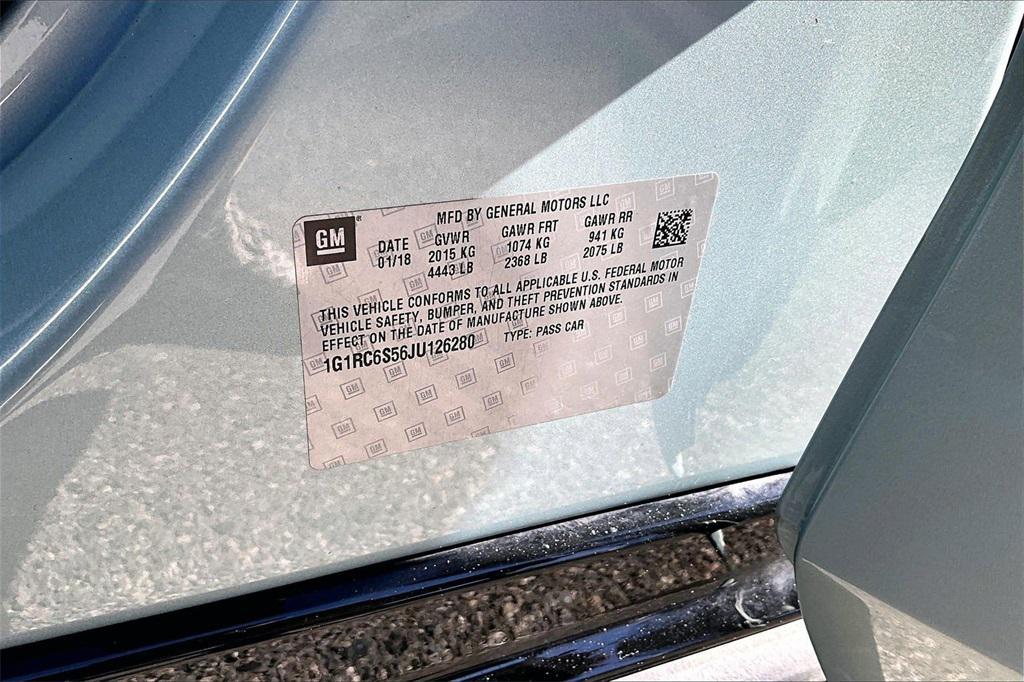 MFD BY GENERAL MOTORS LLC
GM®
DATE GVWR GAWR FRT GAWR RR
01/18 2015 KG 1074 KG 941 KG
4443 LB 2368 LB 2075 LB
THIS VEHICLE CONFORMS TO ALL APPLICABLE U.S. FEDERAL MOTOR
VEHICLE SAFETY, BUMPER, AND THEFT PREVENTION STANDARDS IN
EFFECT ON THE DATE OF MANUFACTURE SHOWN ABOVE.
1G1RC6S56JU126280 TYPE: PASS CAR